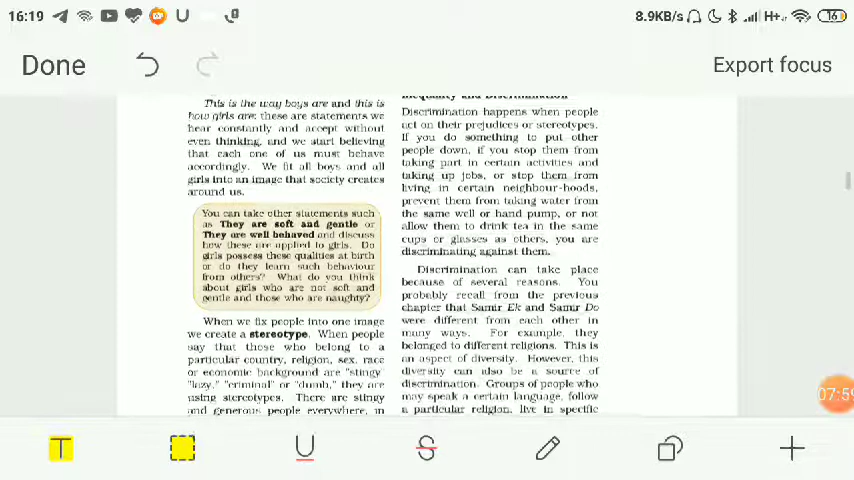 16:19
8.9KB/s
H+
16
Done
Export focus
This is the way boys are and this is
how girls are: these are statements we
hear constantly and accept without
even thinking, and we start believing
that each one of us must behave
accordingly. We fit all boys and all
girls into an image that society creates
around us.
You can take other statements such
as They are soft and gentle or
They are well behaved and discuss
how these are applied to girls. Do
girls possess these qualities at birth
or do they learn such behaviour
from others? What do you think
about girls who are not soft and
gentle and those who are naughty?
When we fix people into one image
we create a stereotype. When people
say that those who belong to a
particular country, religion, sex, race
or economic background are "stingy"
"lazy," "criminal" or "dumb," they are
using stereotypes. There are stingy
and generous people everywhere, in
Inequality and Discrimination
Discrimination happens when people
act on their prejudices or stereotypes.
If you do something to put other
people down, if you stop them from
taking part in certain activities and
taking up jobs, or stop them from
living in certain neighbour-hoods,
prevent them from taking water from
the same well or hand pump, or not
allow them to drink tea in the same
cups or glasses as others, you are
discriminating against them.
Discrimination can take place
because of several reasons. You
probably recall from the previous
chapter that Samir Ek and Samir Do
were different from each other in
many ways. For example, they
belonged to different religions. This is
an aspect of diversity. However, this
diversity can also be a source of
discrimination. Groups of people who
may speak a certain language, follow
a particular religion, live in specific
07:59
T
U
S